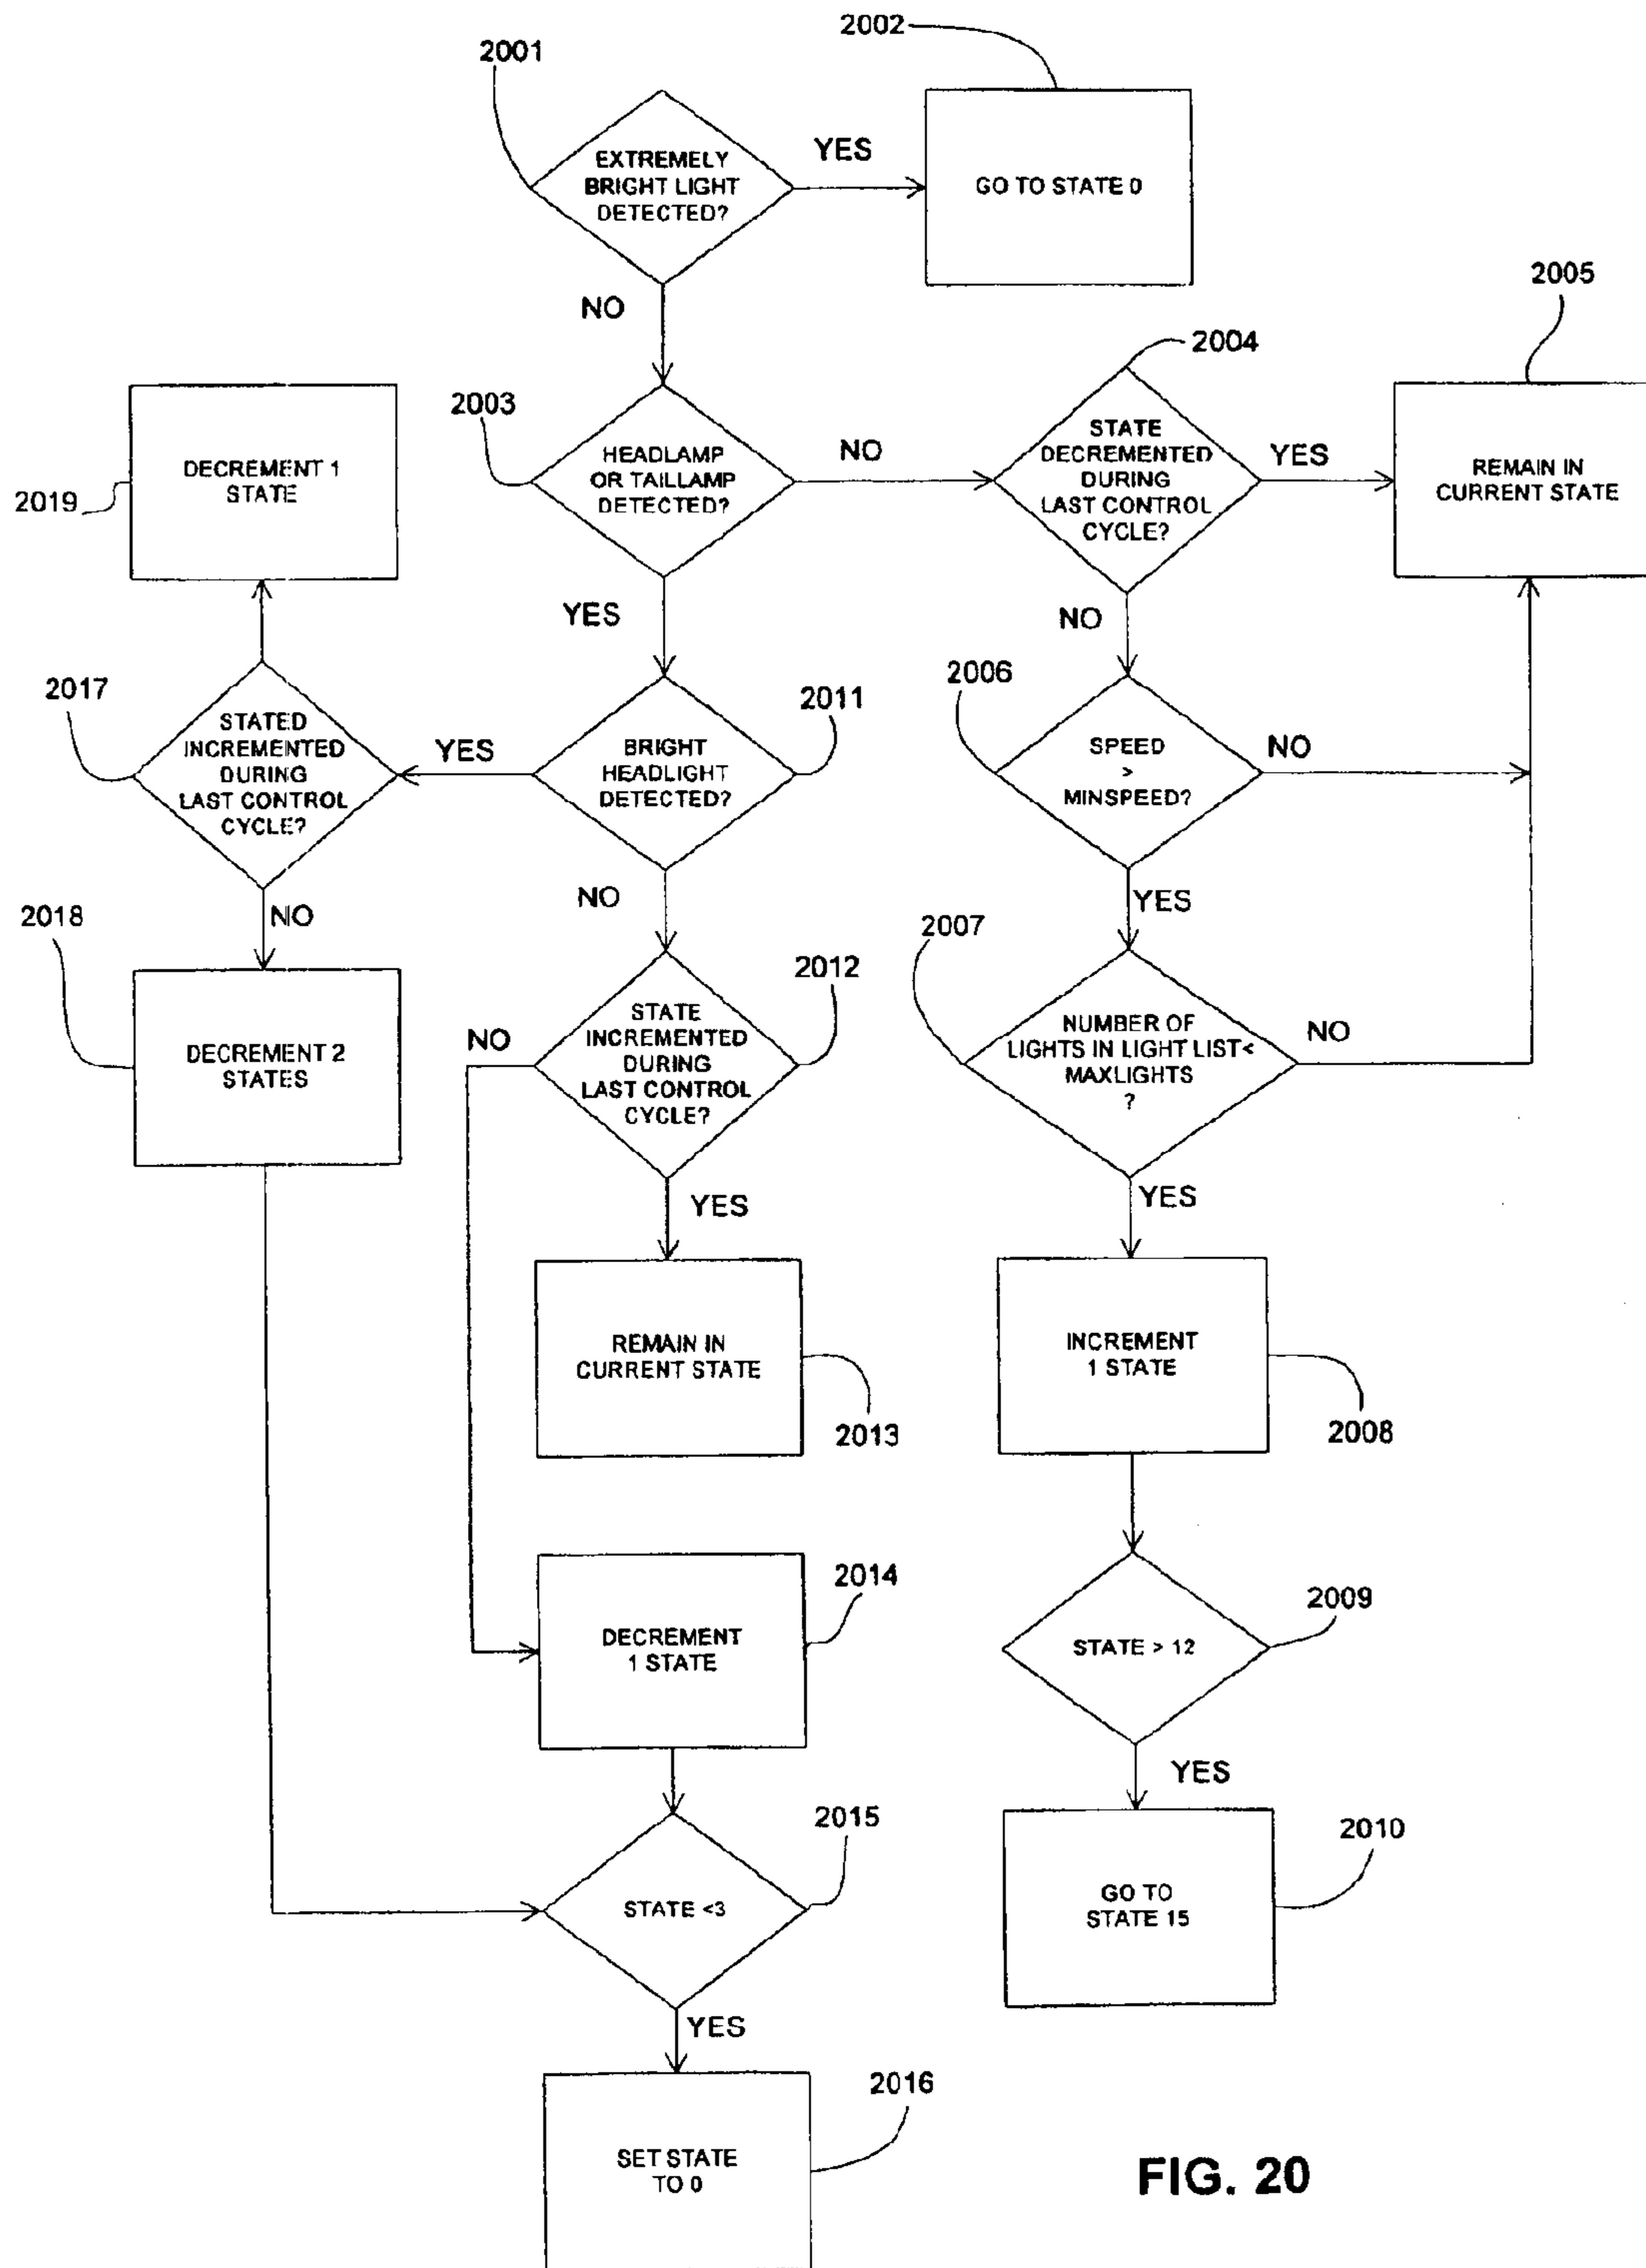 2002
2001
EXTREMELY
BRIGHT LIGHT
DETECTED?
YES
GO TO STATE 0
NO
2005
2004
2003
HEADLAMP
OR TAILLAMP
DETECTED?
NO
STATE
DECREMENTED
DURING
LAST CONTROL
CYCLE?
YES
REMAIN IN
CURRENT STATE
DECREMENT 1
STATE
2019
YES
NO
2017
STATED
INCREMENTED
DURING
LAST CONTROL
CYCLE?
YES
BRIGHT
HEADLIGHT
DETECTED?
2011
2006
SPEED
>
MINSPEED?
NO
NO
2018
DECREMENT 2
STATES
NO
2012
NO
STATE
INCREMENTED
DURING
LAST CONTROL
CYCLE?
YES
2007
NUMBER OF
LIGHTS IN LIGHT LIST<
MAXLIGHTS
?
NO
YES
REMAIN IN
CURRENT STATE
2013
YES
INCREMENT
1 STATE
2008
DECREMENT
1 STATE
2014
STATE > 12
2009
2015
STATE <3
YES
GO TO
STATE 15
2010
YES
2016
SET STATE
TO 0
FIG. 20